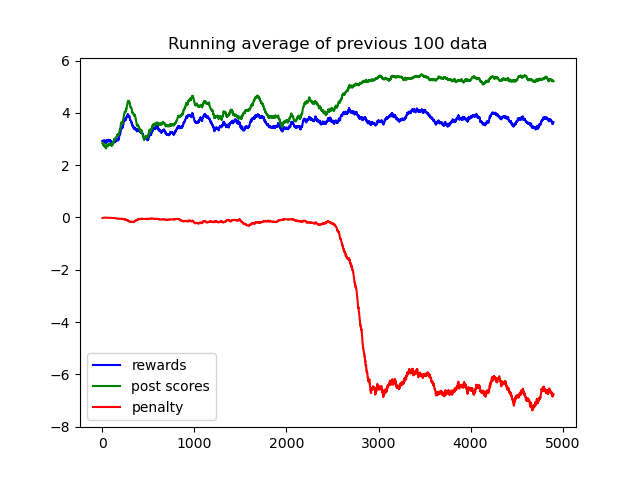 Running average of previous 100 data
6
4
2
0
−2
−4
−6
−8
rewards
post scores
penalty
0 1000 2000 3000 4000 5000